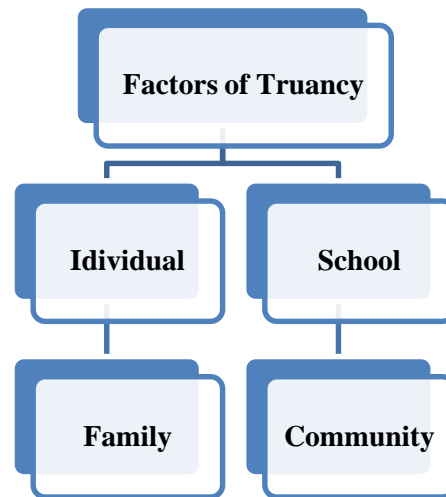 Factors of Truancy
Idividual
School
Family
Community